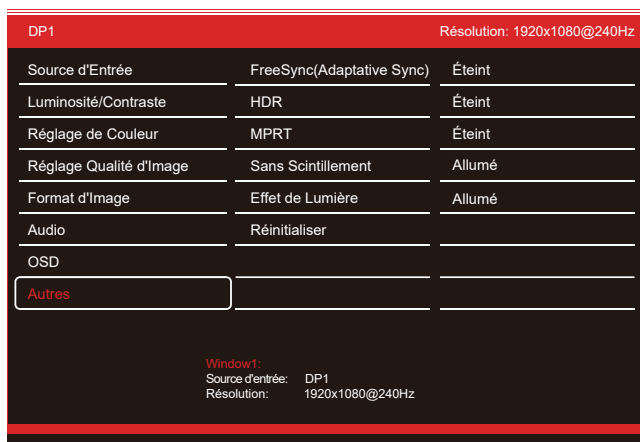 DP1 Résolution: 1920x1080@240Hz
Source d'Entrée FreeSync(Adaptative Sync) Éteint
Luminosité/Contraste HDR Éteint
Réglage de Couleur MPRT Éteint
Réglage Qualité d'Image Sans Scintillement Allumé
Format d'Image Effet de Lumière Allumé
Audio Réinitialiser
OSD
Autres
Window1:
Source d'entrée: DP1
Résolution: 1920x1080@240Hz